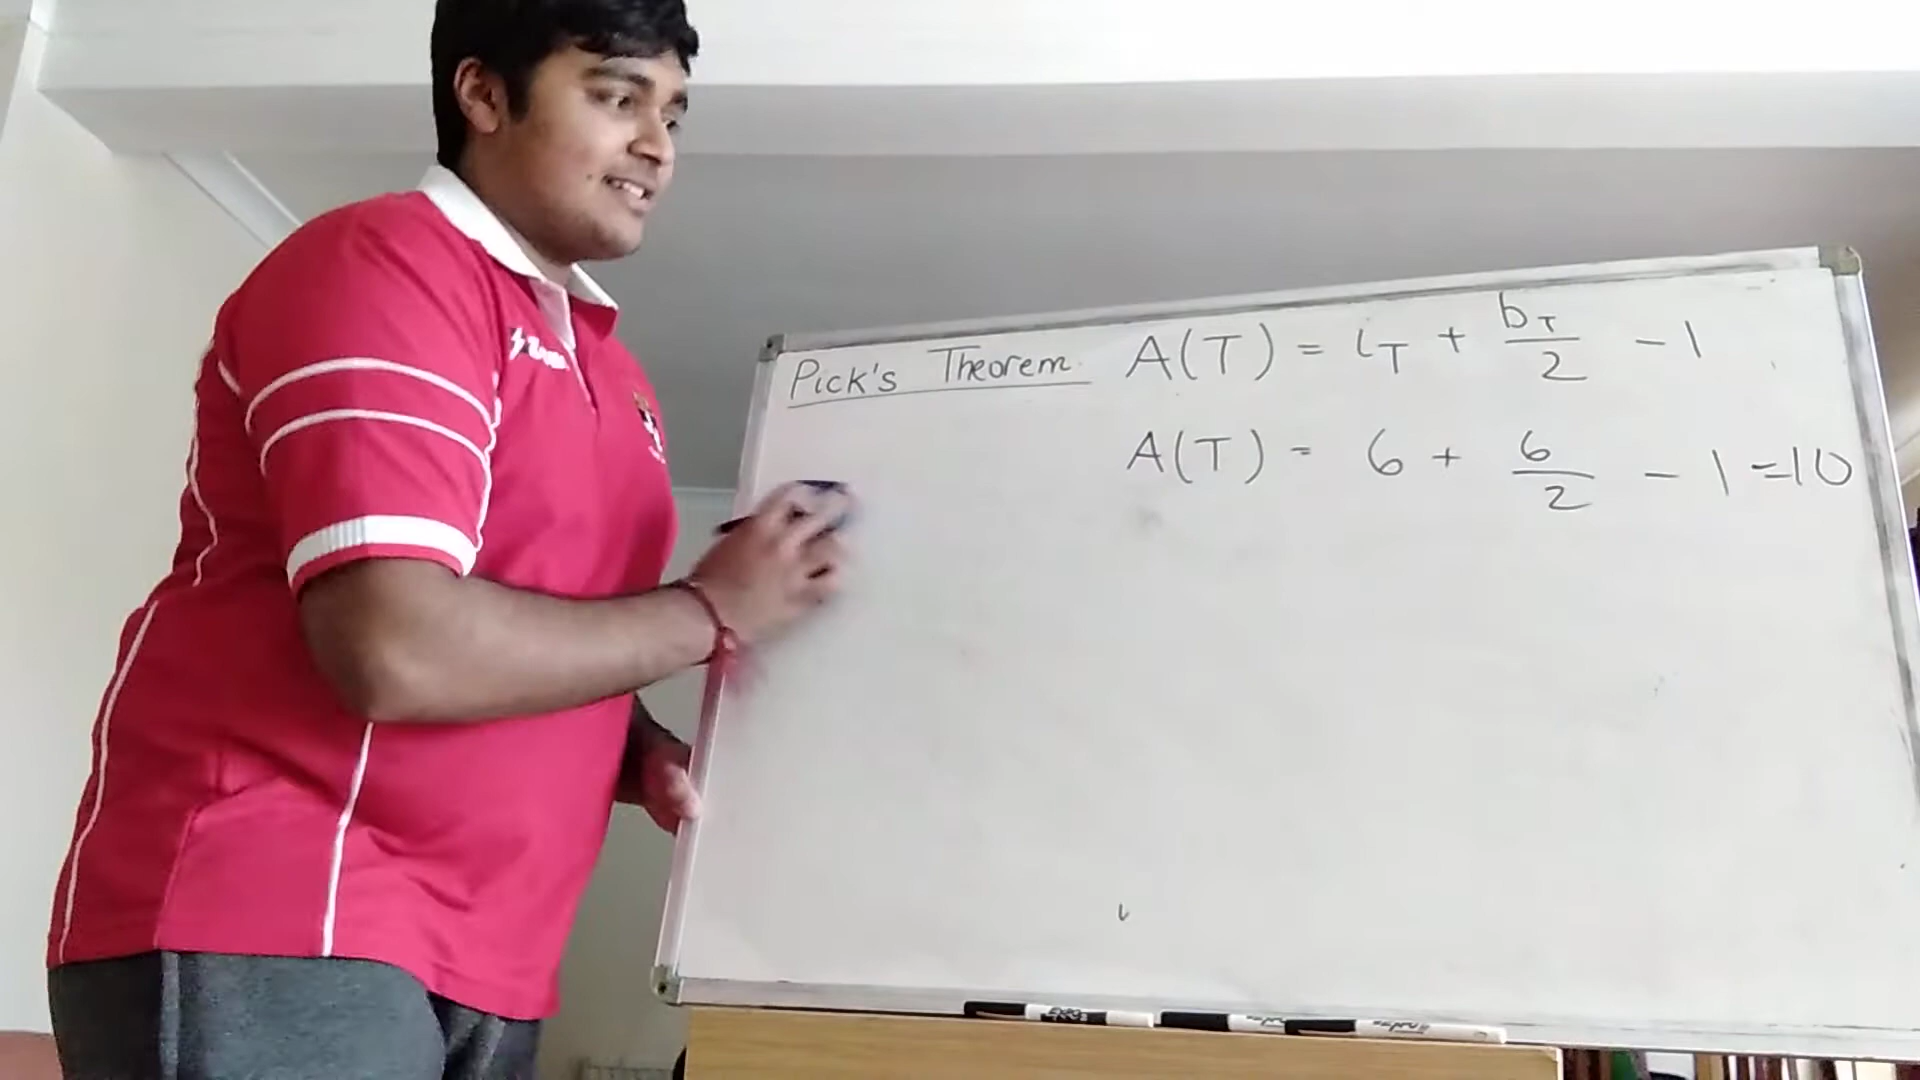 Pick's Theorem. A(T) = i_T + b_T/2 - 1
A(T) = 6 + 6/2 - 1 = 10